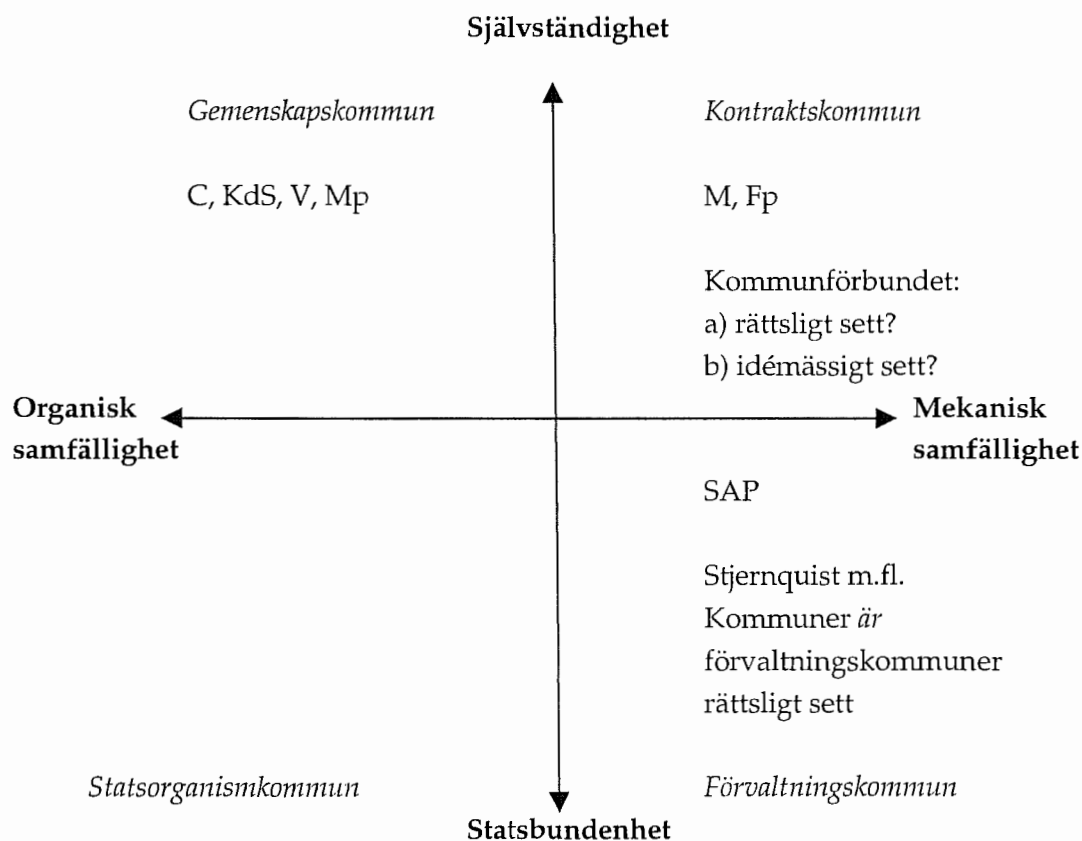 Självständighet
Gemenskapskommun
Kontraktskommun
C, KdS, V, Mp
M, Fp
Kommunförbundet:
a) rättsligt sett?
b) idémässigt sett?
Organisk
samfällighet
Mekanisk
samfällighet
SAP
Stjernquist m.fl.
Kommuner är
förvaltningskommuner
rättsligt sett
Statsorganismkommun
Förvaltningskommun
Statsbundenhet